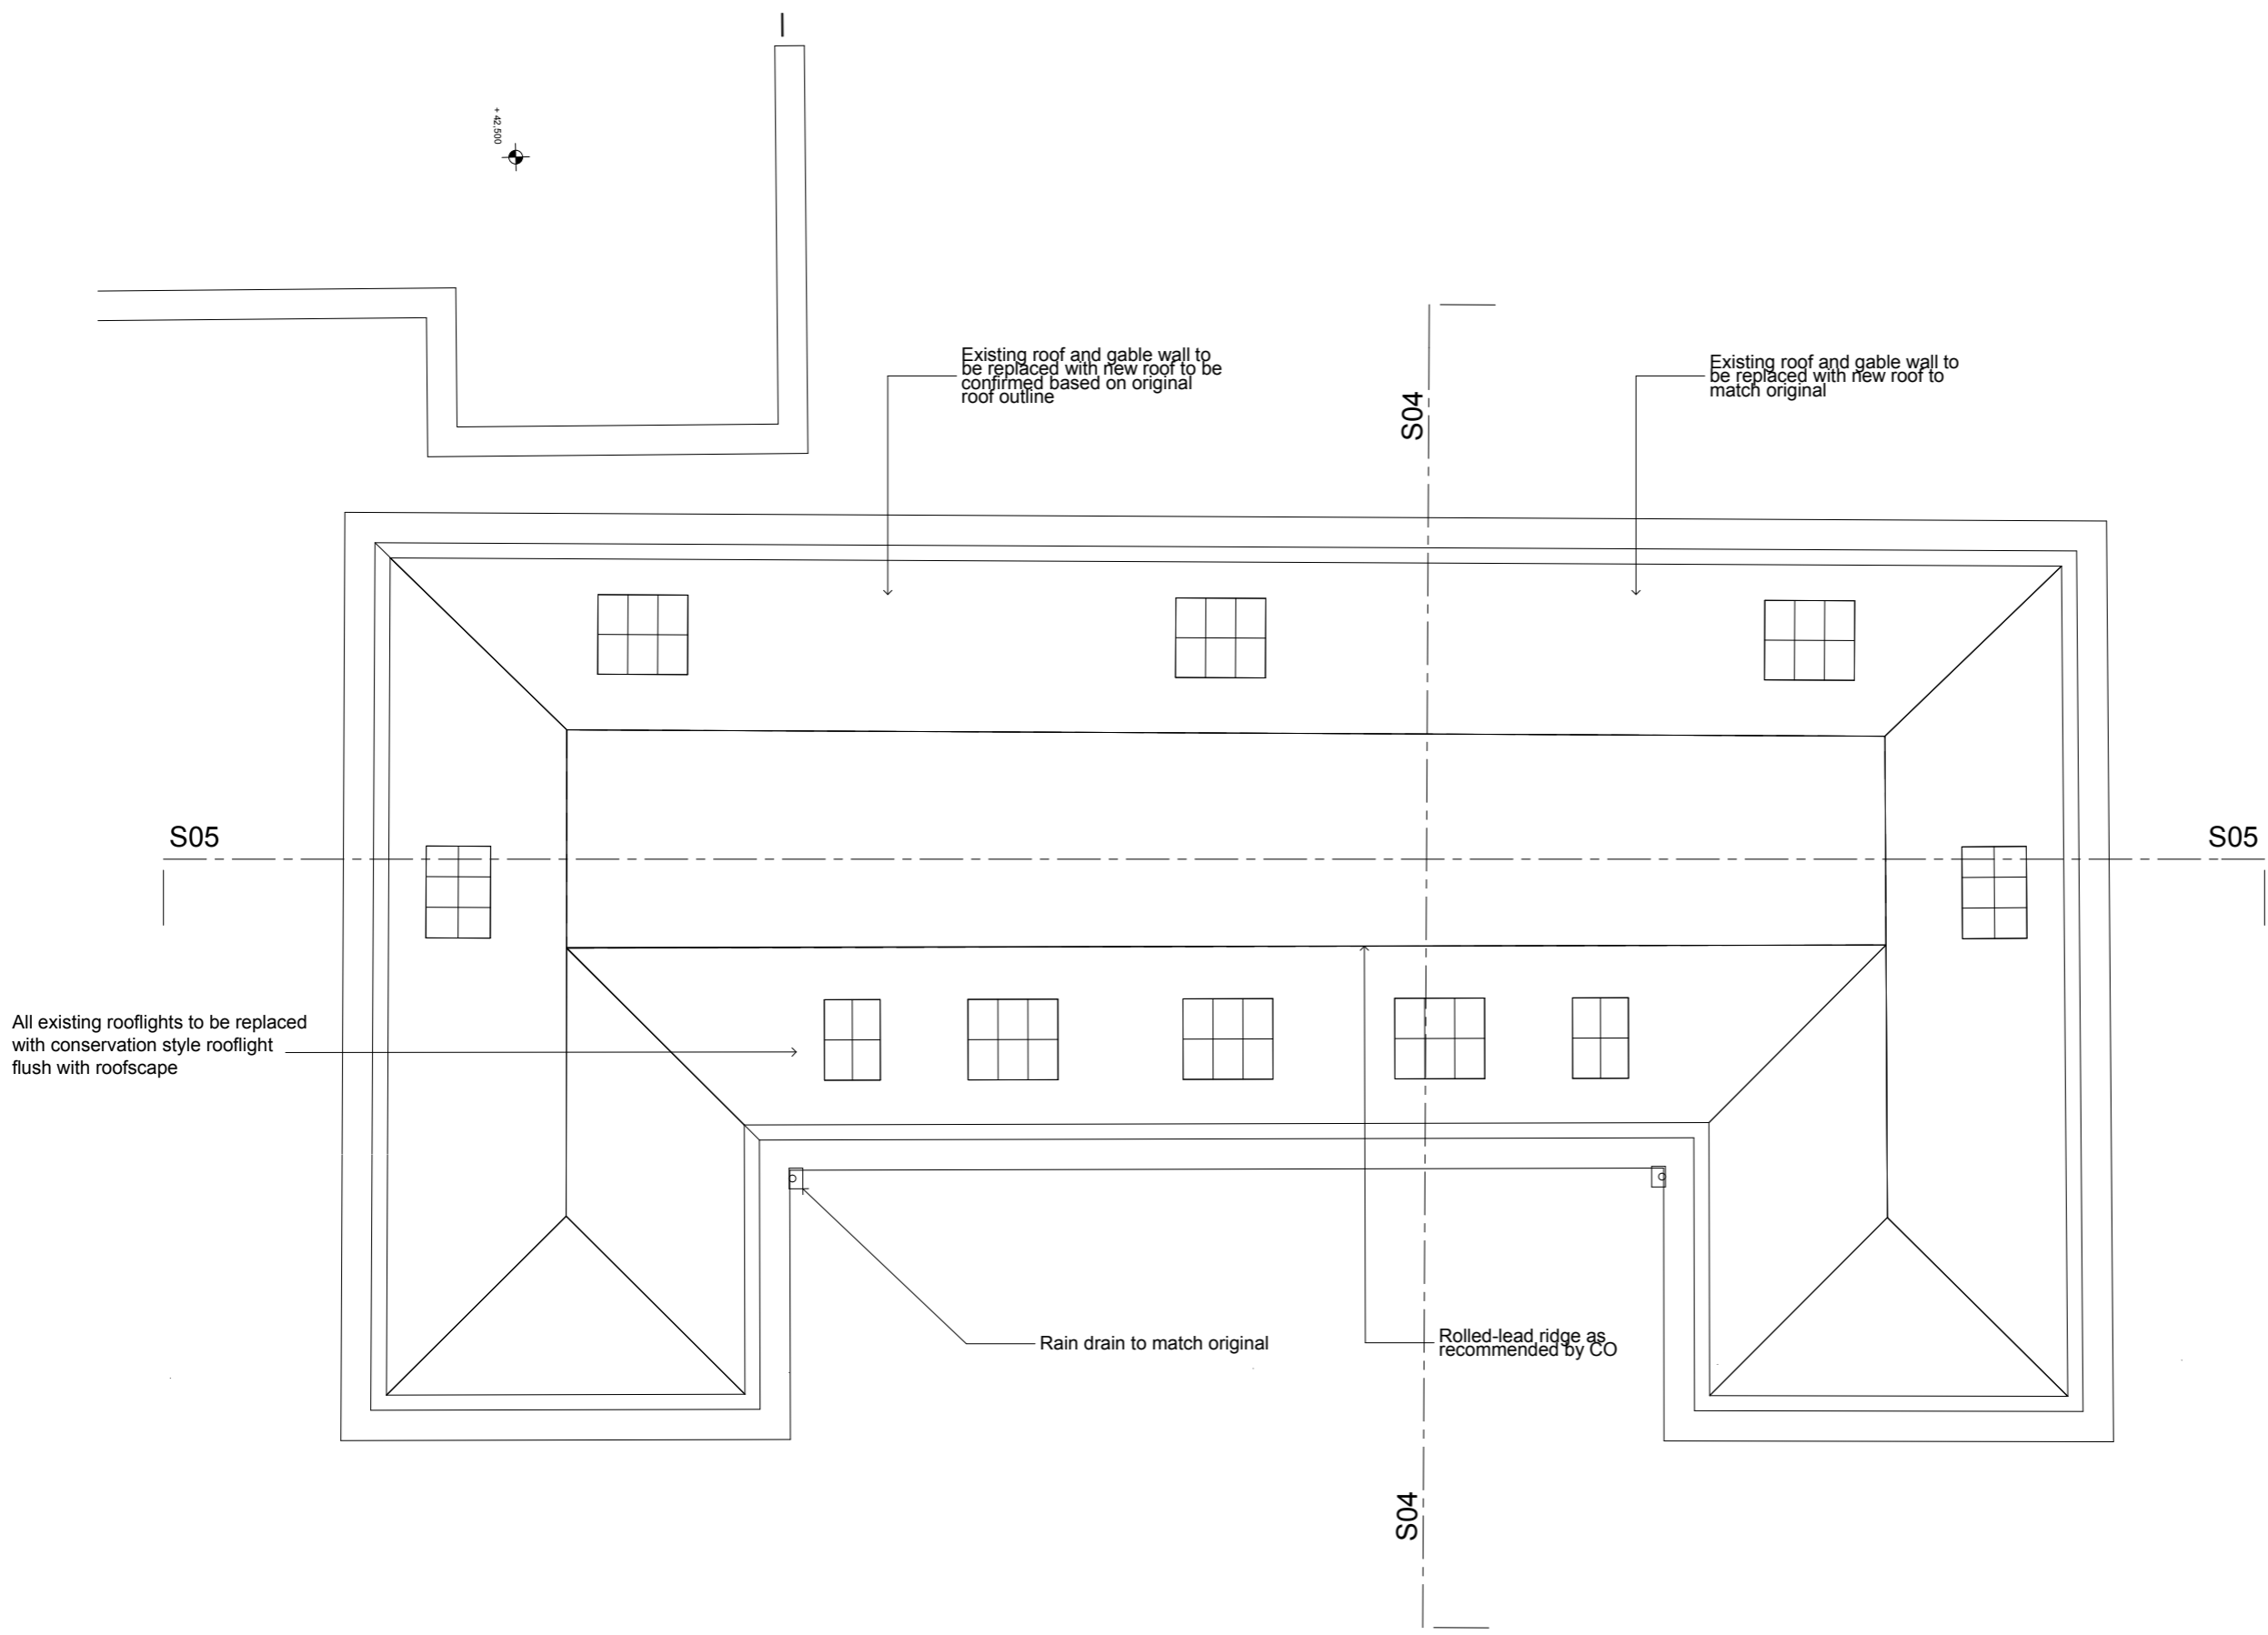 + 42,500
Existing roof and gable wall to
be replaced with new roof to be
confirmed based on original
roof outline
Existing roof and gable wall to
be replaced with new roof to
match original
S04
S05
S05
All existing rooflights to be replaced
with conservation style rooflight
flush with roofscape
Rain drain to match original
Rolled-lead ridge as
recommended by CO
S04